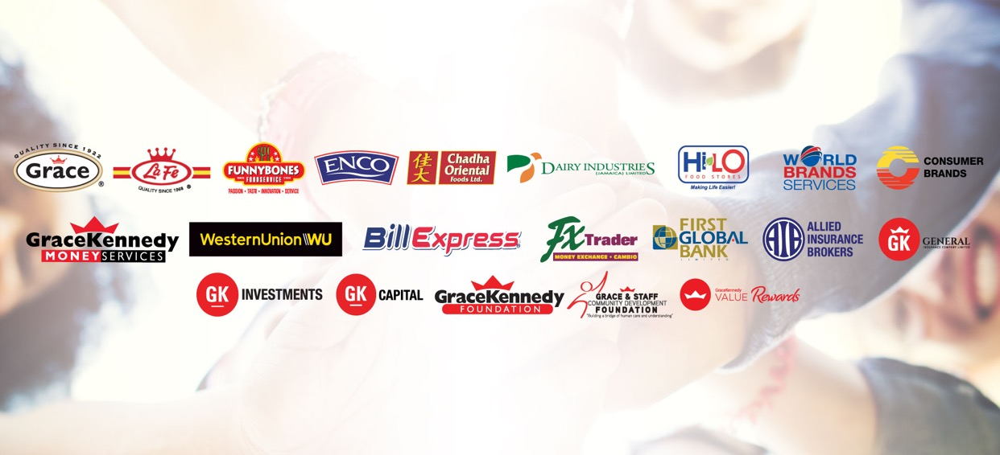 QUALITY SINCE 1922
Grace
®
La Fe
QUALITY SINCE 1968 ®
FUNNYBONES
FOODSERVICE
PASSION • TASTE • INNOVATION • SERVICE
ENCO
佳
大
Chadha
Oriental
Foods Ltd.
DAIRY INDUSTRIES
(JAMAICA) LIMITED
Hi-LO
FOOD STORES
Making Life Easier!
WORLD
BRANDS
SERVICES
CONSUMER
BRANDS
GraceKennedy
MONEY SERVICES
WesternUnion WU
Bill Express
FX Trader
MONEY EXCHANGE • CAMBIO
FIRST
GLOBAL
BANK
LIMITED
AIB
ALLIED
INSURANCE
BROKERS
GK
GENERAL
INSURANCE COMPANY LIMITED
GK
INVESTMENTS
GK
CAPITAL
GraceKennedy
FOUNDATION
GRACE & STAFF
COMMUNITY DEVELOPMENT
FOUNDATION
"Building a bridge of human care and understanding"
GraceKennedy
VALUE Rewards